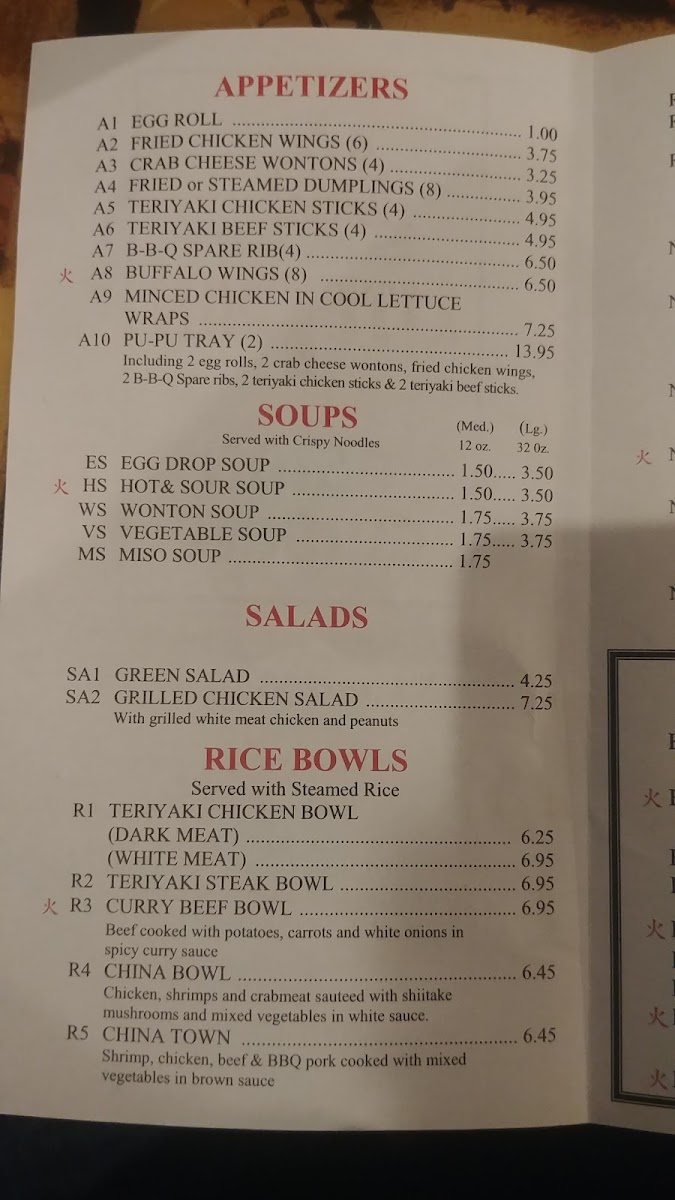 APPETIZERS
A1 EGG ROLL ........ 1.00
A2 FRIED CHICKEN WINGS (6) ........ 3.75
A3 CRAB CHEESE WONTONS (4) ........ 3.25
A4 FRIED or STEAMED DUMPLINGS (8) ........ 3.95
A5 TERIYAKI CHICKEN STICKS (4) ........ 4.95
A6 TERIYAKI BEEF STICKS (4) ........ 4.95
A7 B-B-Q SPARE RIB(4) ........ 6.50
火 A8 BUFFALO WINGS (8) ........ 6.50
A9 MINCED CHICKEN IN COOL LETTUCE
WRAPS ........ 7.25
A10 PU-PU TRAY (2) ........ 13.95
Including 2 egg rolls, 2 crab cheese wontons, fried chicken wings,
2 B-B-Q Spare ribs, 2 teriyaki chicken sticks & 2 teriyaki beef sticks.
SOUPS (Med.) (Lg.)
Served with Crispy Noodles 12 oz. 32 0z.
ES EGG DROP SOUP ........ 1.50..... 3.50
火 HS HOT& SOUR SOUP ........ 1.50..... 3.50
WS WONTON SOUP ........ 1.75..... 3.75
VS VEGETABLE SOUP ........ 1.75..... 3.75
MS MISO SOUP ........ 1.75
SALADS
SA1 GREEN SALAD ........ 4.25
SA2 GRILLED CHICKEN SALAD ........ 7.25
With grilled white meat chicken and peanuts
RICE BOWLS
Served with Steamed Rice
R1 TERIYAKI CHICKEN BOWL
(DARK MEAT) ........ 6.25
(WHITE MEAT) ........ 6.95
R2 TERIYAKI STEAK BOWL ........ 6.95
火 R3 CURRY BEEF BOWL ........ 6.95
Beef cooked with potatoes, carrots and white onions in
spicy curry sauce
R4 CHINA BOWL ........ 6.45
Chicken, shrimps and crabmeat sauteed with shiitake
mushrooms and mixed vegetables in white sauce.
R5 CHINA TOWN ........ 6.45
Shrimp, chicken, beef & BBQ pork cooked with mixed
vegetables in brown sauce
火
火
火
火
火